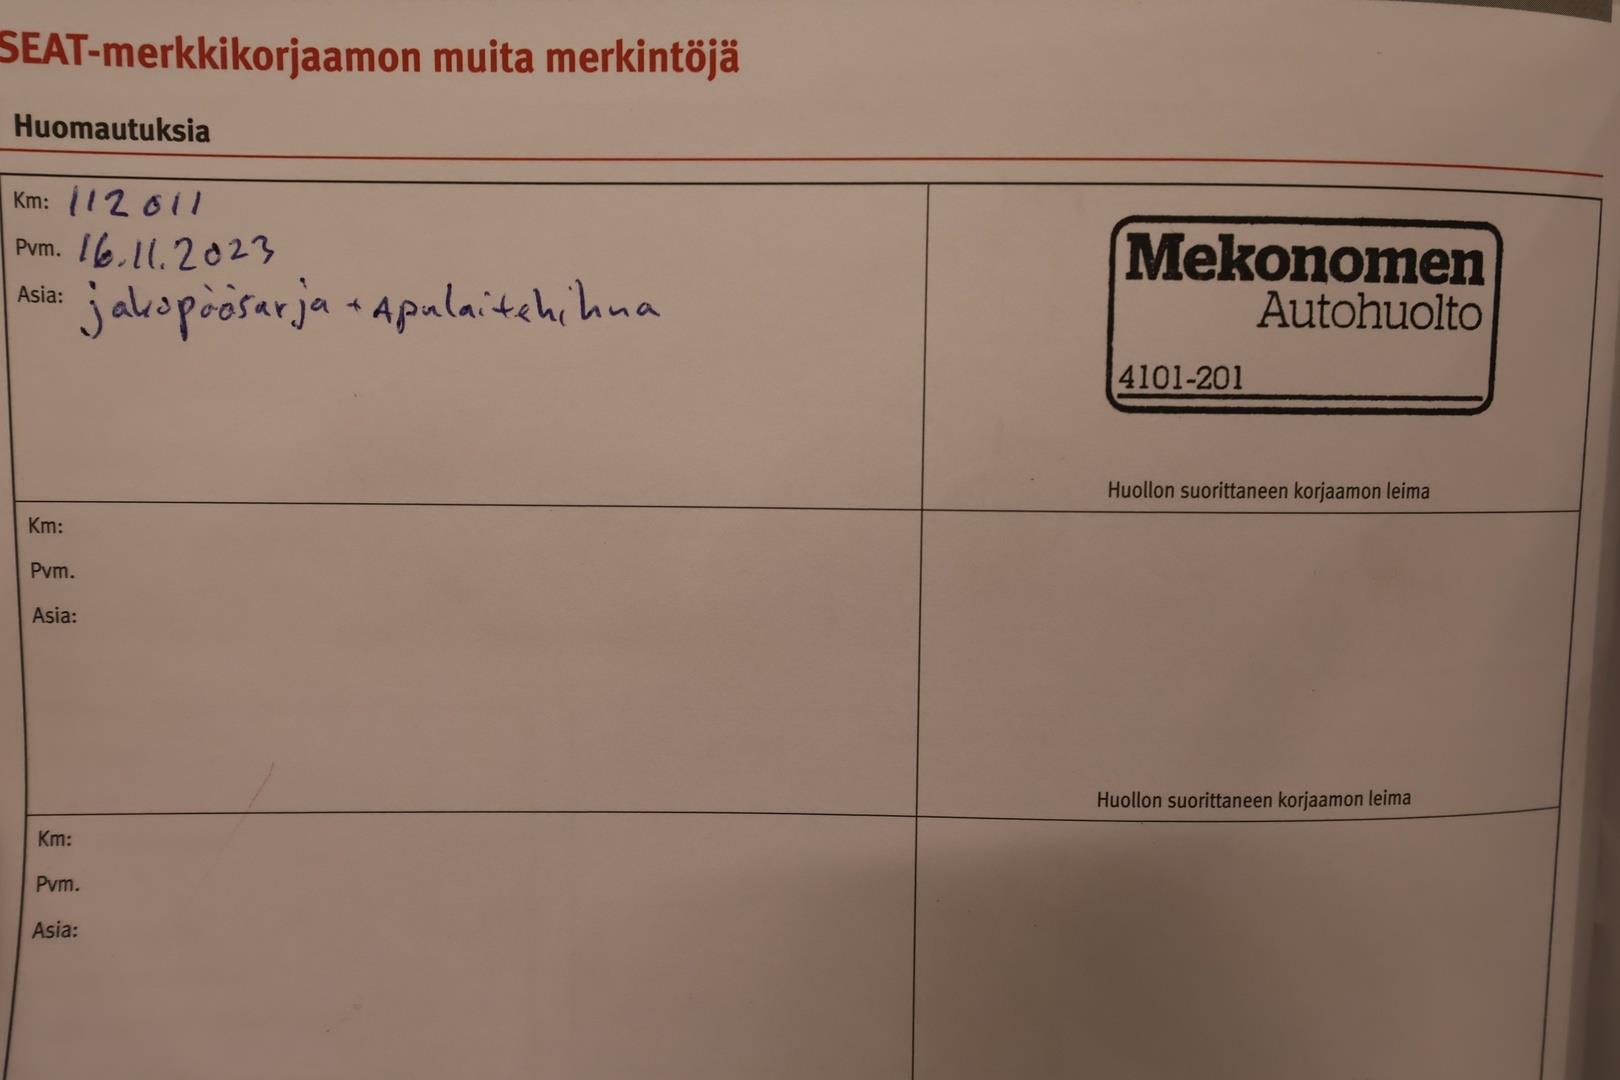 SEAT-merkkikorjaamon muita merkintöjä
Huomautuksia
Km: 112011
Pvm. 16.11.2023
Asia: jakopääsarja + Apulaitehihna
Mekonomen
Autohuolto
4101-201
Huollon suorittaneen korjaamon leima
Km:
Pvm.
Asia:
Huollon suorittaneen korjaamon leima
Km:
Pvm.
Asia: